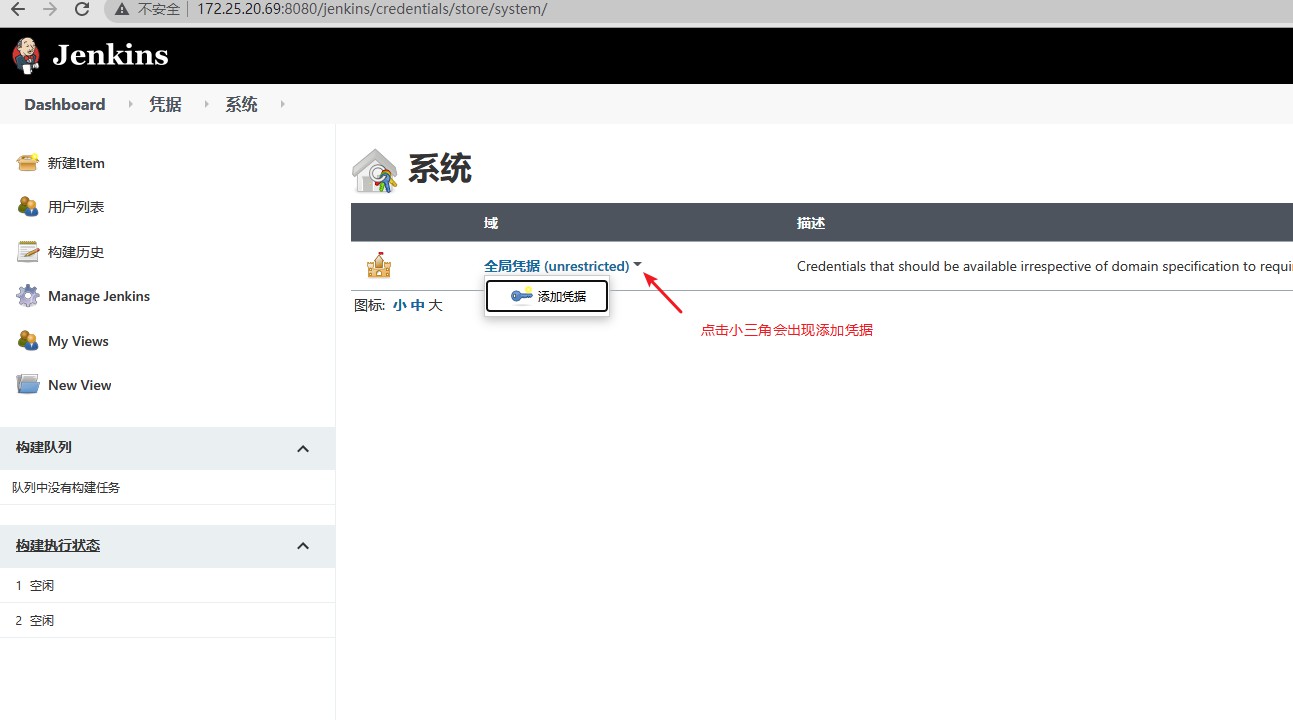 不安全 172.25.20.69:8080/jenkins/credentials/store/system/
Jenkins
Dashboard 凭据 系统
新建Item
用户列表
构建历史
Manage Jenkins
My Views
New View
构建队列
队列中没有构建任务
构建执行状态
1 空闲
2 空闲
系统
域 描述
全局凭据 (unrestricted) Credentials that should be available irrespective of domain specification to requi
添加凭据
图标: 小 中 大
点击小三角会出现添加凭据